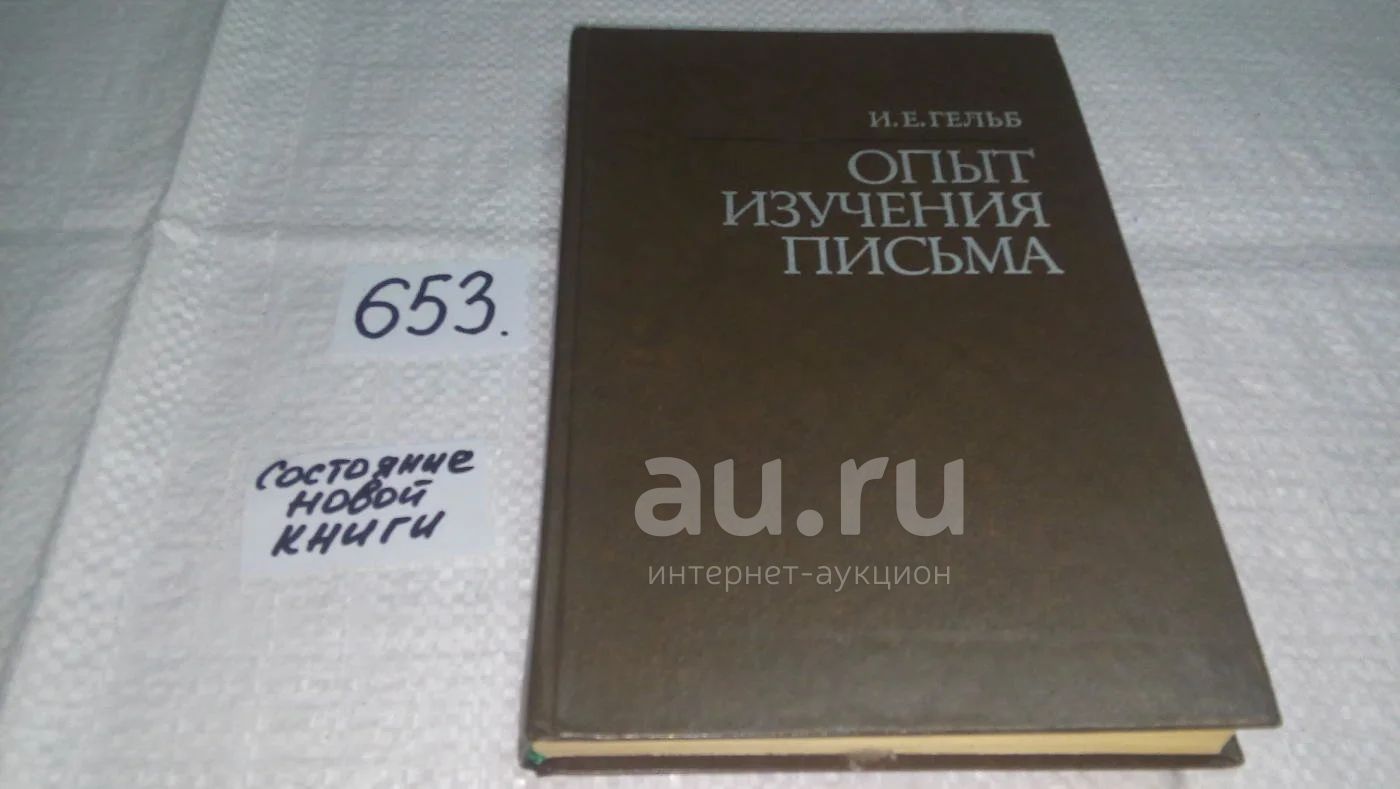 И. Е. ГЕЛЬБ
ОПЫТ
ИЗУЧЕНИЯ
ПИСЬМА
653.
состояние
новой
книги
au.ru
интернет-аукцион